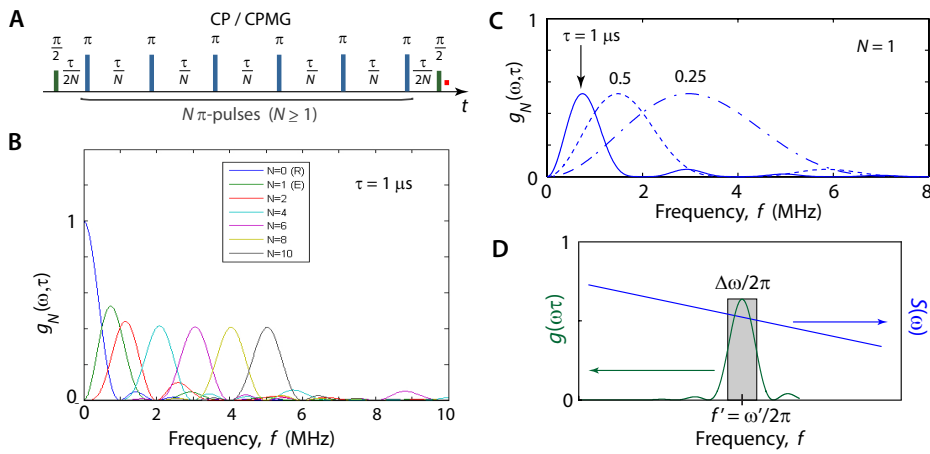 A
CP / CPMG
π/2 π π π π π π π/2
τ/2N τ/N τ/N τ/N τ/N τ/N τ/2N
t
N π-pulses (N ≥ 1)
B
g_N(ω,τ)
1
0
N=0 (R)
N=1 (E)
N=2
N=4
N=6
N=8
N=10
τ = 1 μs
0 2 4 6 8 10
Frequency, f (MHz)
C
g_N(ω,τ)
1
0
τ = 1 μs
0.5
0.25
N = 1
0 2 4 6 8
Frequency, f (MHz)
D
g(ωτ)
1
0
Δω/2π
S(ω)
f' = ω'/2π
Frequency, f